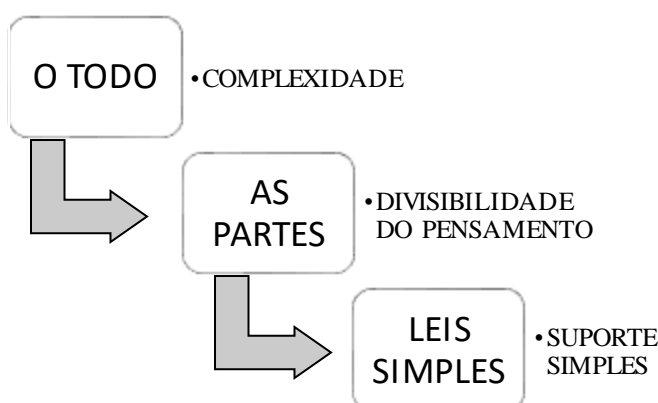 O TODO
•COMPLEXIDADE
AS
PARTES
•DIVISIBILIDADE
DO PENSAMENTO
LEIS
SIMPLES
•SUPORTE
SIMPLES